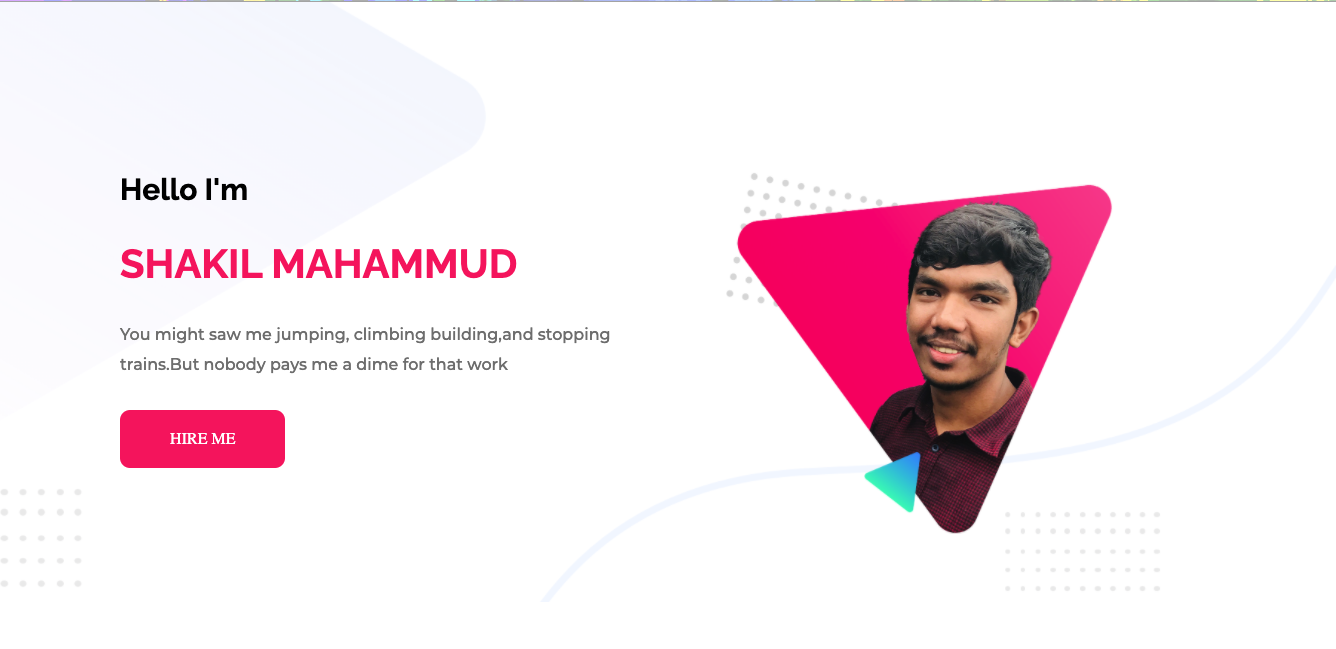 Hello I'm
SHAKIL MAHAMMUD
You might saw me jumping, climbing building,and stopping
trains.But nobody pays me a dime for that work
HIRE ME